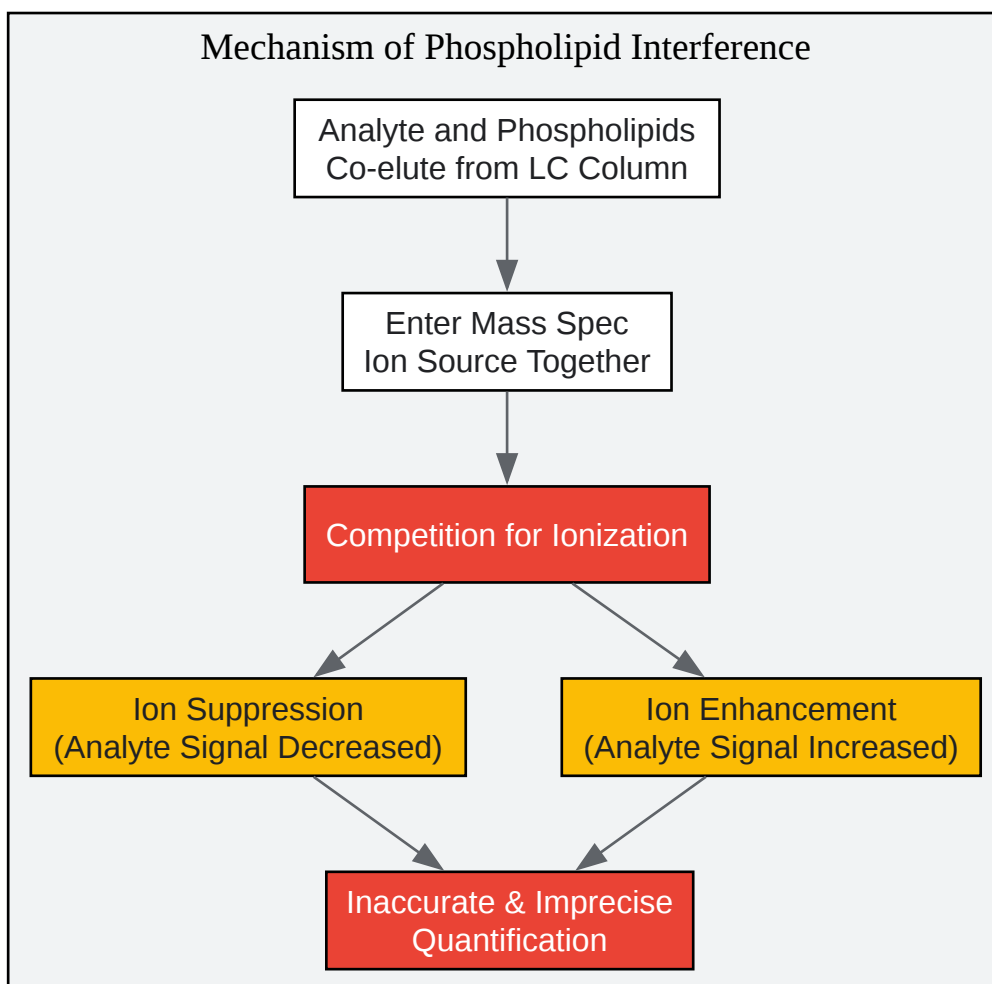 Mechanism of Phospholipid Interference
Analyte and Phospholipids
Co-elute from LC Column
Enter Mass Spec
Ion Source Together
Competition for Ionization
Ion Suppression
(Analyte Signal Decreased)
Ion Enhancement
(Analyte Signal Increased)
Inaccurate & Imprecise
Quantification